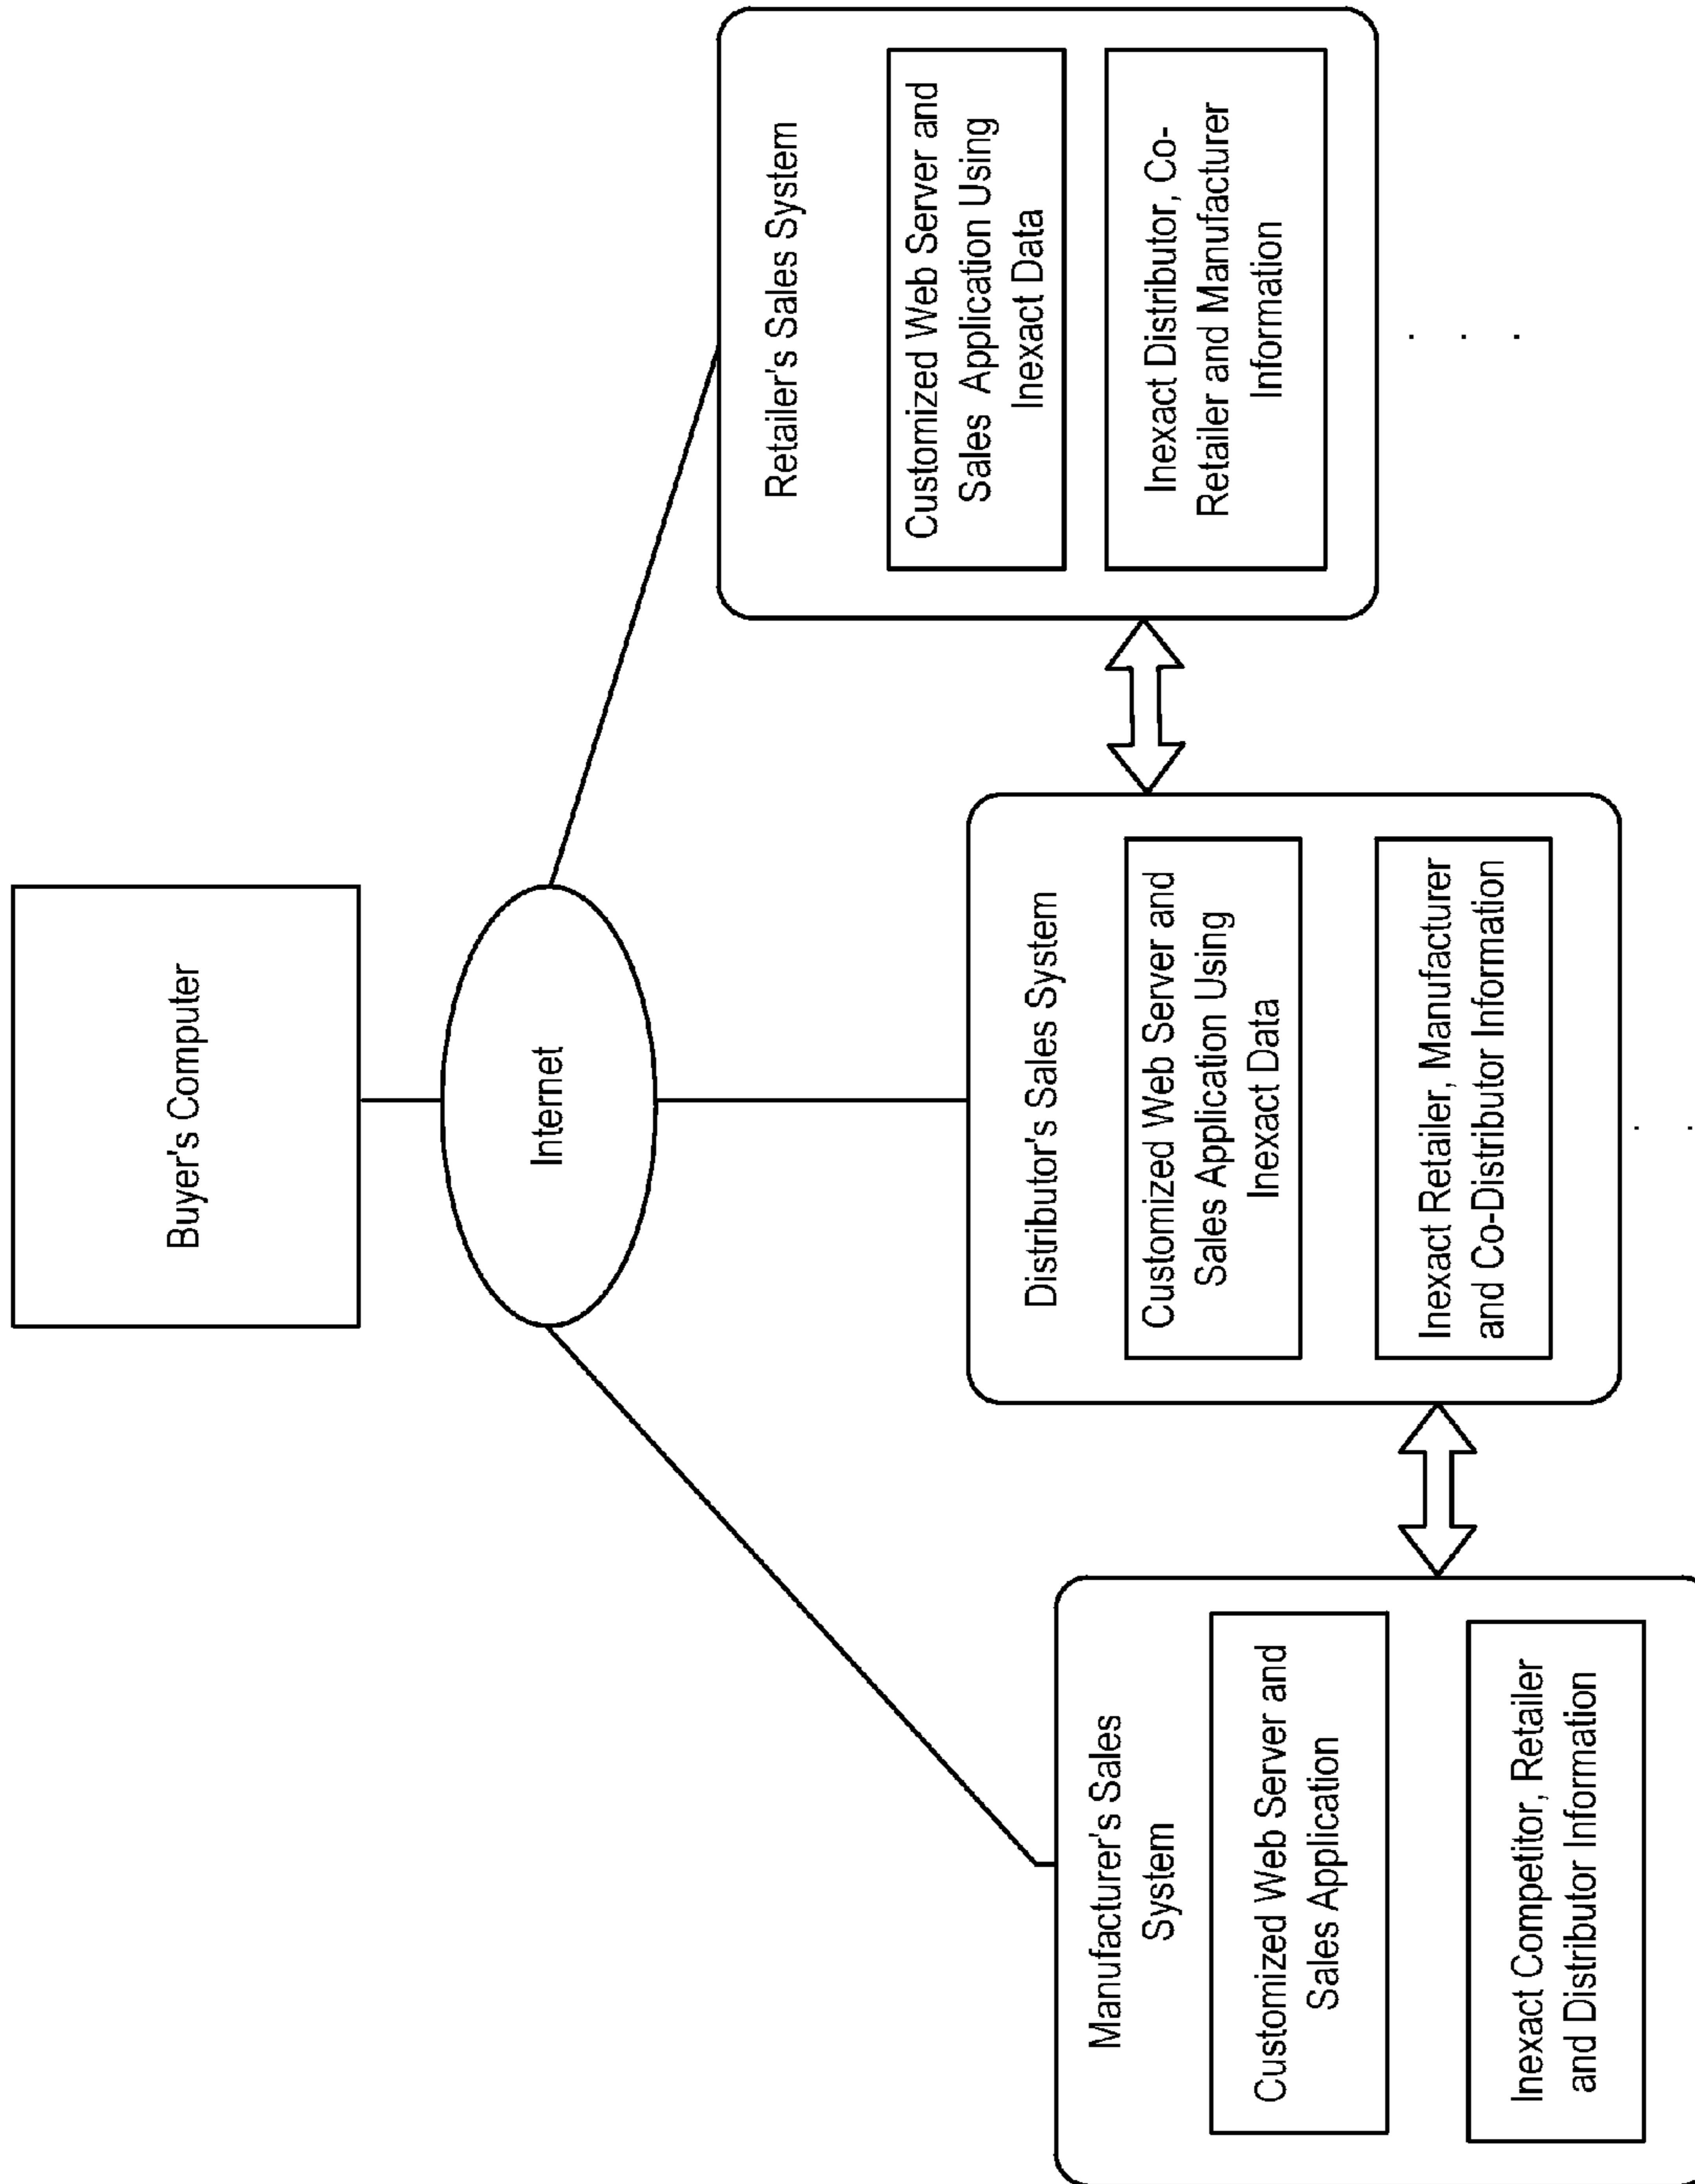 Buyer's Computer
Internet
Manufacturer's Sales
System
Customized Web Server and
Sales Application
Inexact Competitor, Retailer
and Distributor Information
Distributor's Sales System
Customized Web Server and
Sales Application Using
Inexact Data
Inexact Retailer, Manufacturer
and Co-Distributor Information
Retailer's Sales System
Customized Web Server and
Sales Application Using
Inexact Data
Inexact Distributor, Co-
Retailer and Manufacturer
Information